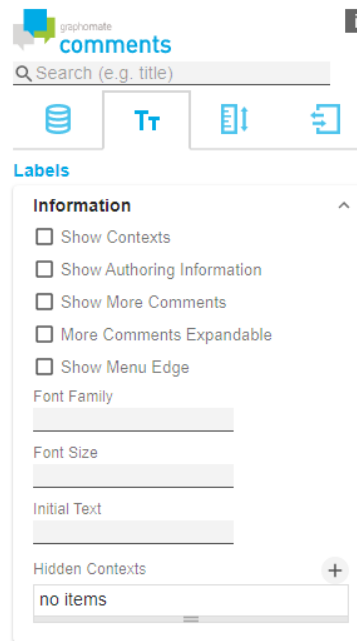 graphomate
comments
Search (e.g. title)
TT
Labels
Information
Show Contexts
Show Authoring Information
Show More Comments
More Comments Expandable
Show Menu Edge
Font Family
Font Size
Initial Text
Hidden Contexts
+
no items